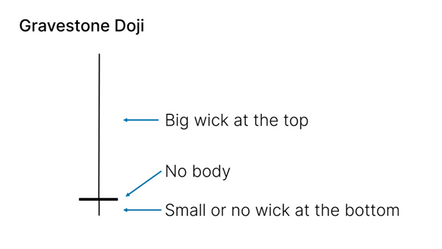 Gravestone Doji
Big wick at the top
No body
Small or no wick at the bottom